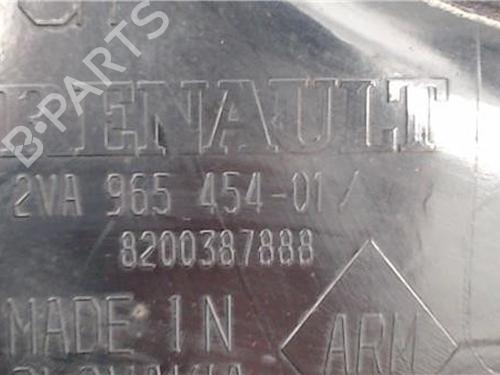 RENAULT
2VA 965 454-01/
8200387888
MADE IN
ARM
B-PARTS